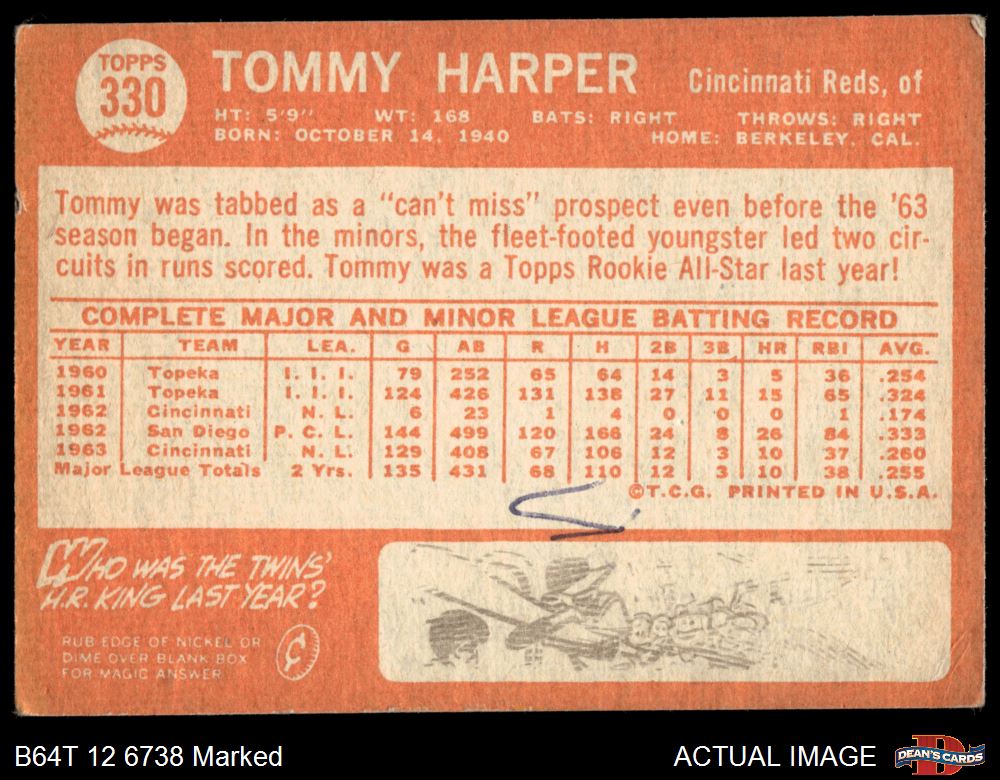 TOPPS
330
TOMMY HARPER
Cincinnati Reds, of
HT: 5'9" WT: 168 BATS: RIGHT THROWS: RIGHT
BORN: OCTOBER 14, 1940 HOME: BERKELEY, CAL.
Tommy was tabbed as a "can't miss" prospect even before the '63
season began. In the minors, the fleet-footed youngster led two cir-
cuits in runs scored. Tommy was a Topps Rookie All-Star last year!
COMPLETE MAJOR AND MINOR LEAGUE BATTING RECORD
YEAR TEAM LEA. G AB R H 2B 3B HR RBI AVG.
1960 Topeka I. I. I. 79 252 65 64 14 3 5 36 .254
1961 Topeka I. I. I. 124 426 131 138 27 11 15 65 .324
1962 Cincinnati N. L. 6 23 1 4 0 0 0 1 .174
1962 San Diego P. C. L. 144 499 120 166 24 8 26 84 .333
1963 Cincinnati N. L. 129 408 67 106 12 3 10 37 .260
Major League Totals 2 Yrs. 135 431 68 110 12 3 10 38 .255
©T.C.G. PRINTED IN U.S.A.
WHO WAS THE TWINS'
H.R. KING LAST YEAR?
RUB EDGE OF NICKEL OR
DIME OVER BLANK BOX
FOR MAGIC ANSWER
B64T 12 6738 Marked
ACTUAL IMAGE
DEAN'S CARDS